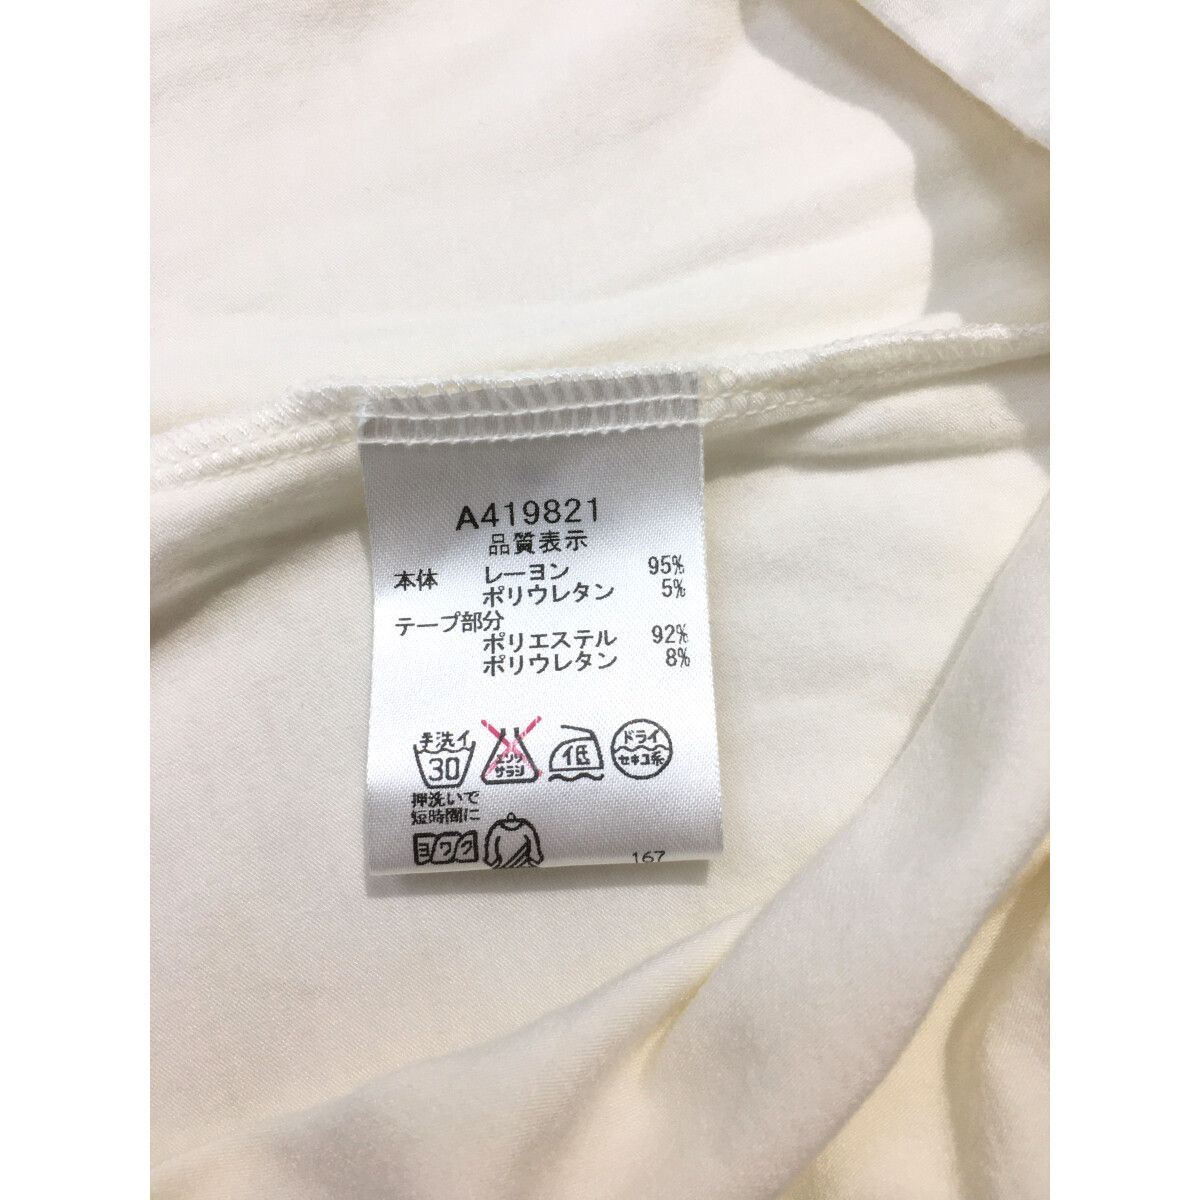 A419821
品質表示
本体 レーヨン 95%
ポリウレタン 5%
テープ部分
ポリエステル 92%
ポリウレタン 8%
手洗イ
30
エンソ
サラシ
低
ドライ
セキユ系
押洗いで
短時間に
ヨワク
167